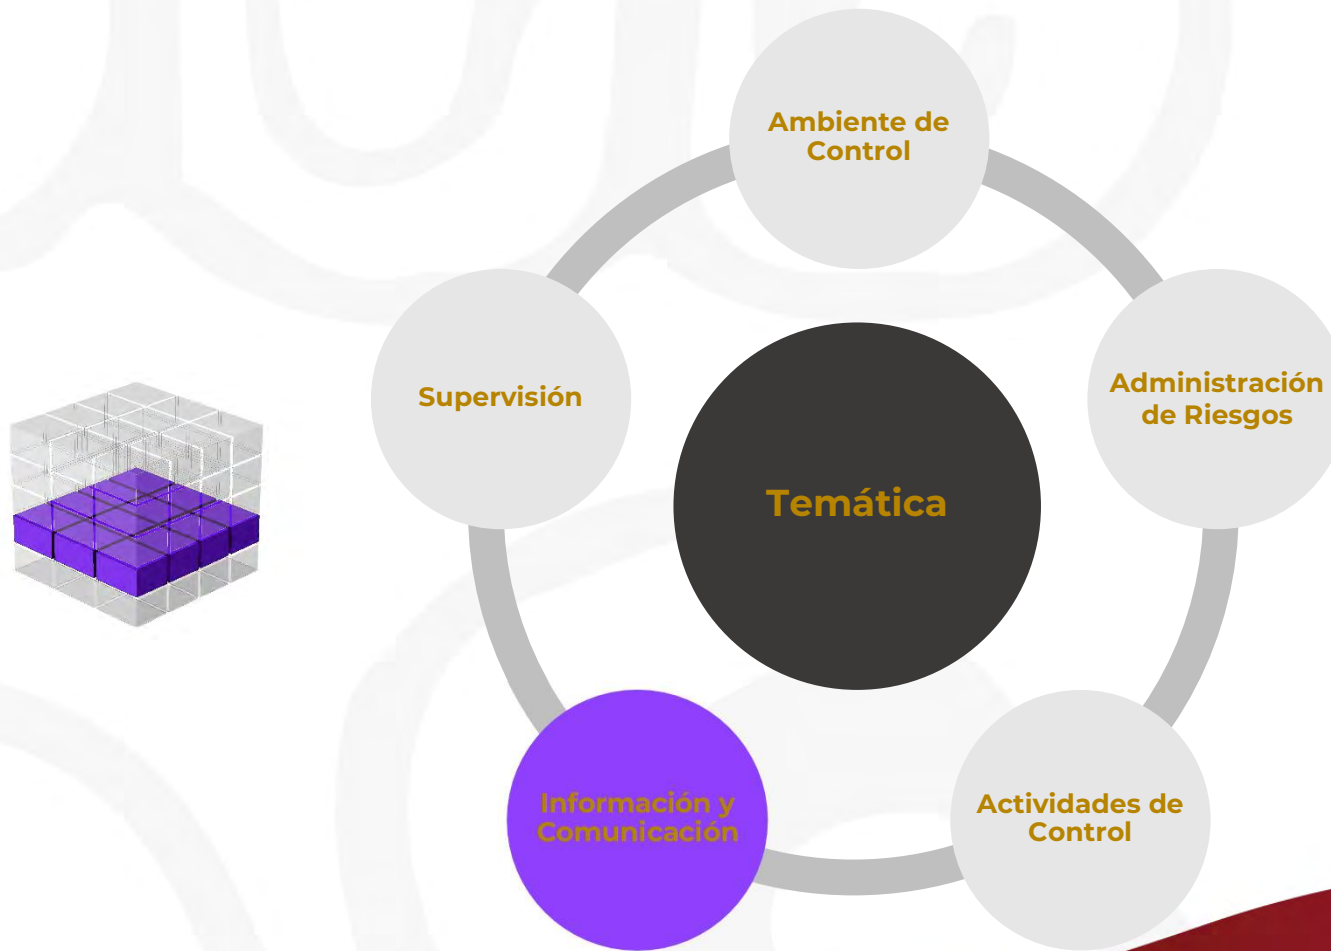 Ambiente de
Control
Supervisión
Administración
de Riesgos
Temática
Información y
Comunicación
Actividades de
Control